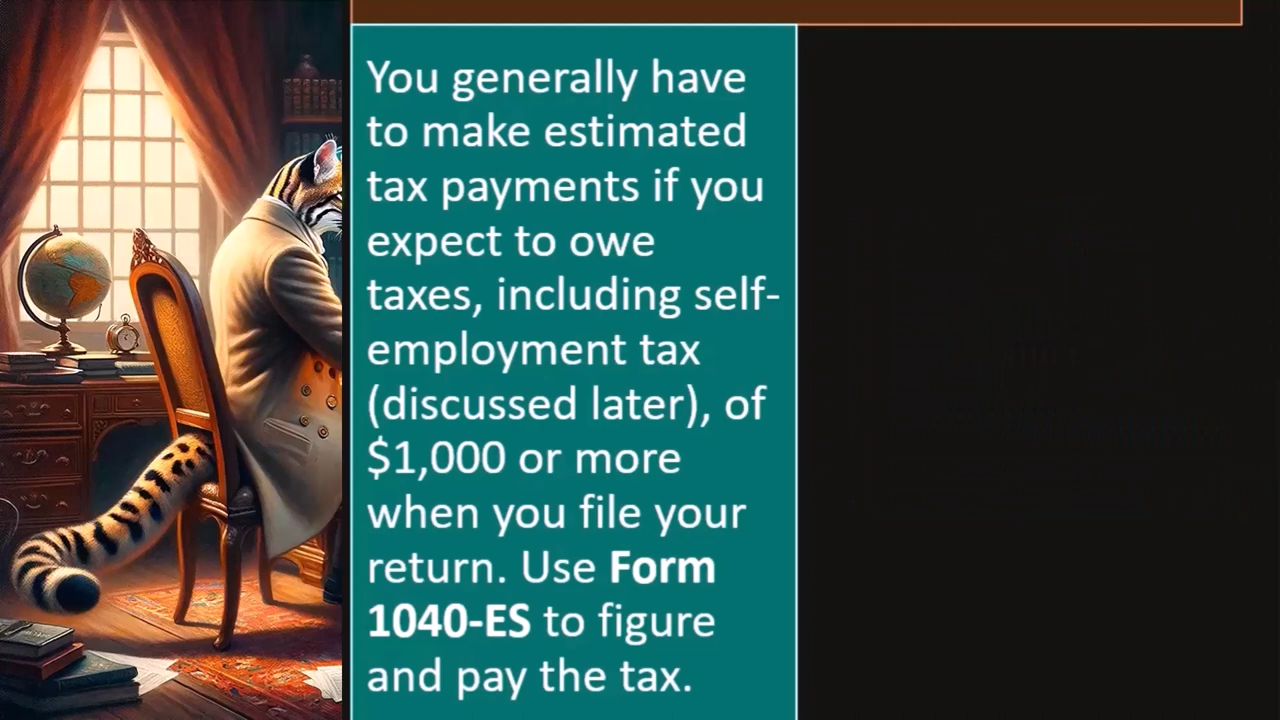 You generally have
to make estimated
tax payments if you
expect to owe
taxes, including self-
employment tax
(discussed later), of
$1,000 or more
when you file your
return. Use Form
1040-ES to figure
and pay the tax.